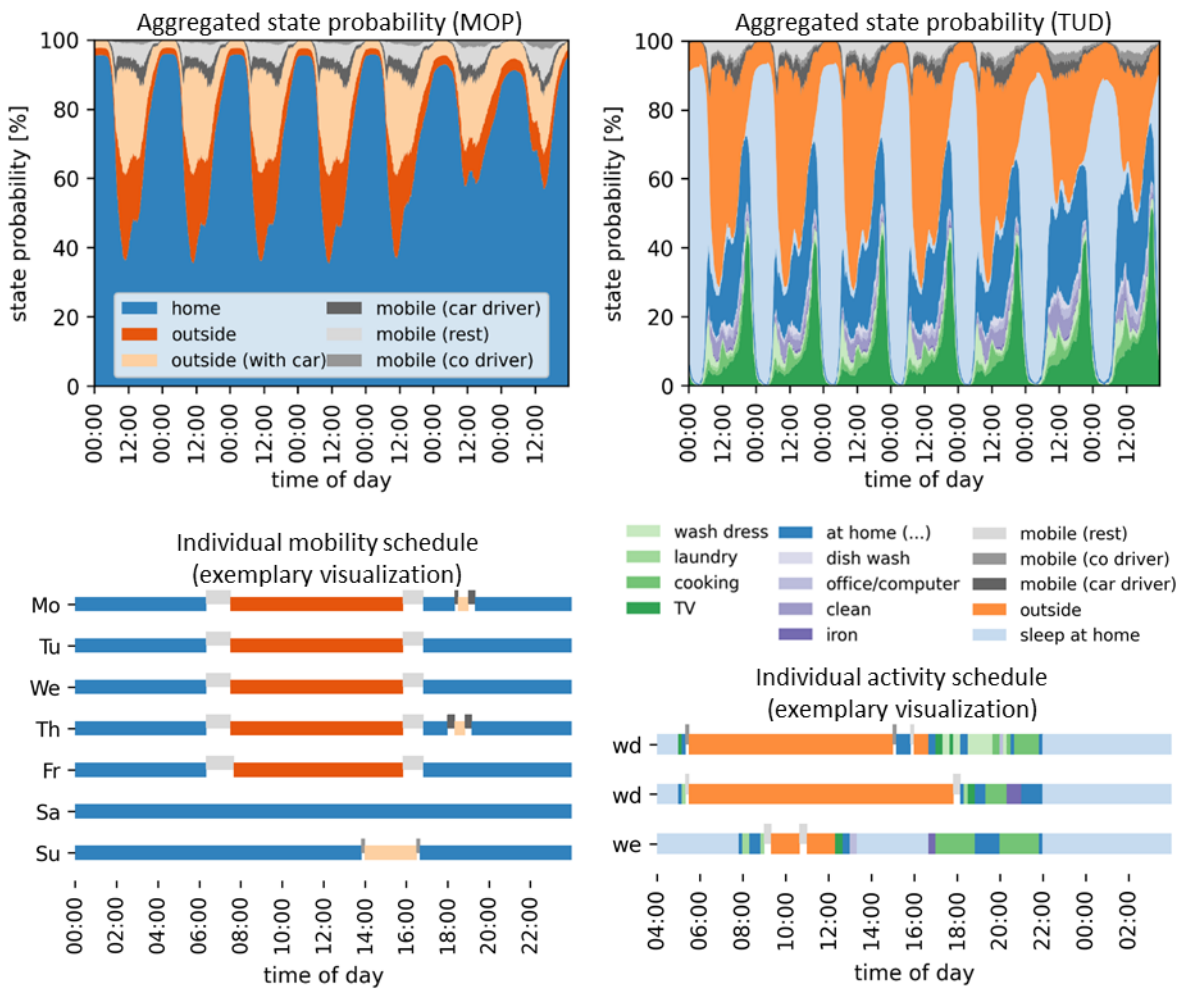 Aggregated state probability (MOP)
state probability [%]
100
80
60
40
20
0
home
outside
outside (with car)
mobile (car driver)
mobile (rest)
mobile (co driver)
00:00
12:00
00:00
12:00
00:00
12:00
00:00
12:00
00:00
12:00
00:00
12:00
00:00
12:00
time of day
Aggregated state probability (TUD)
state probability [%]
100
80
60
40
20
0
00:00
12:00
00:00
12:00
00:00
12:00
00:00
12:00
00:00
12:00
00:00
12:00
00:00
12:00
time of day
Individual mobility schedule
(exemplary visualization)
Mo
Tu
We
Th
Fr
Sa
Su
00:00
02:00
04:00
06:00
08:00
10:00
12:00
14:00
16:00
18:00
20:00
22:00
time of day
wash dress
laundry
cooking
TV
at home (...)
dish wash
office/computer
clean
iron
mobile (rest)
mobile (co driver)
mobile (car driver)
outside
sleep at home
Individual activity schedule
(exemplary visualization)
wd
wd
we
04:00
06:00
08:00
10:00
12:00
14:00
16:00
18:00
20:00
22:00
00:00
02:00
time of day